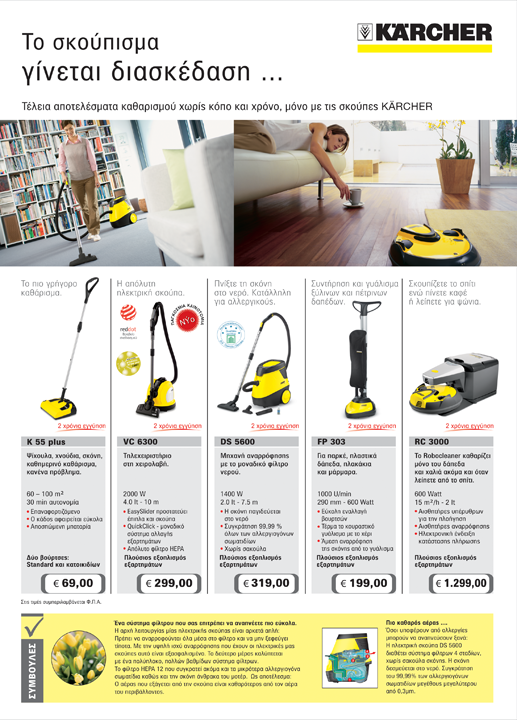 Το σκούπισμα
γίνεται διασκέδαση ...
KÄRCHER
Τέλεια αποτελέσματα καθαρισμού χωρίς κόπο και χρόνο, μόνο με τις σκούπες KÄRCHER
Το πιο γρήγορο
καθάρισμα.
2 χρόνια εγγύηση
K 55 plus
Ψίχουλα, χνούδια, σκόνη,
καθημερινό καθάρισμα,
κανένα πρόβλημα.
60 – 100 m²
30 min αυτονομία
• Επαναφορτιζόμενο
• Ο κάδος αφαιρείται εύκολα
• Αποσπώμενη μπαταρία
Δύο βούρτσες:
Standard και κατοικιδίων
€ 69,00
Η απόλυτη
ηλεκτρική σκούπα.
ΠΑΓΚΟΣΜΙΑ ΚΑΙΝΟΤΟΜΙΑ
Νέο
reddot
2 χρόνια εγγύηση
VC 6300
Τηλεχειριστήριο
στη χειρολαβή.
2000 W
4.0 lt - 10 m
• EasySlider προστατεύει
έπιπλα και σκούπα
• QuickClick - μοναδικό
σύστημα αλλαγής
εξαρτημάτων
• Απόλυτο φίλτρο HEPA
Πλούσιος εξοπλισμός
εξαρτημάτων
€ 299,00
Πνίξτε τη σκόνη
στο νερό. Κατάλληλη
για αλλεργικούς.
2 χρόνια εγγύηση
DS 5600
Μηχανή αναρρόφησης
με το μοναδικό φίλτρο
νερού.
1400 W
2.0 lt - 7.5 m
• Η σκόνη παγιδεύεται
στο νερό
• Συγκράτηση 99,99 %
όλων των αλλεργιογόνων
σωματιδίων
• Χωρίς σακούλα
Πλούσιος εξοπλισμός
εξαρτημάτων
€ 319,00
Συντήρηση και γυάλισμα
ξύλινων και πέτρινων
δαπέδων.
2 χρόνια εγγύηση
FP 303
Για παρκέ, πλαστικά
δάπεδα, πλακάκια
και μάρμαρα.
1000 U/min
290 mm - 600 Watt
• Εύκολη εναλλαγή
βουρτσών
• Τέρμα το κουραστικό
γυάλισμα με το χέρι
• Άμεση αναρρόφηση
της σκόνης από το γυάλισμα
Πλούσιος εξοπλισμός
εξαρτημάτων
€ 199,00
Σκουπίζετε το σπίτι
ενώ πίνετε καφέ
ή λείπετε για ψώνια.
2 χρόνια εγγύηση
RC 3000
Το Robocleaner καθαρίζει
μόνο του δάπεδα
και χαλιά ακόμα και όταν
λείπετε από το σπίτι.
600 Watt
15 m²/h - 2 lt
• Αισθητήρες υπέρυθρων
για την πλοήγηση
• Αισθητήρας αναρρόφησης
• Ηλεκτρονική ένδειξη
κατάστασης πλήρωσης
€ 1.299,00
Στις τιμές συμπεριλαμβάνεται Φ.Π.Α.
ΣΥΜΒΟΥΛΕΣ
Ένα σύστημα φίλτρου που σας επιτρέπει να αναπνέετε πιο εύκολα.
Η αρχή λειτουργίας μίας ηλεκτρικής σκούπας είναι αρκετά απλή:
Πρέπει να αναρροφούνται όλα μέσα στο φίλτρο και να μην ξεφεύγει
τίποτα. Με την υψηλή ισχύ αναρρόφησης που έχουν οι ηλεκτρικές μας
σκούπες αυτό είναι εξασφαλισμένο. Το δεύτερο μέρος καλύπτεται
με ένα πολύπλοκο, πολλών βαθμίδων σύστημα φίλτρων.
Το φίλτρο HEPA 12 που συγκρατεί ακόμα και τα μικρότερα αλλεργιογόνα
σωματίδια καθώς και την σκόνη άνθρακα του μοτέρ. Ως αποτέλεσμα:
Ο αέρας που εξάγεται από την σκούπα είναι καθαρότερος από τον αέρα
του περιβάλλοντος.
Πιο καθαρός αέρας ....
Όσοι υποφέρουν από αλλεργίες
μπορούν να αναπνεύσουν ξανά:
Η ηλεκτρική σκούπα DS 5600
διαθέτει σύστημα φίλτρων 4 σταδίων,
χωρίς σακούλα σκόνης. Η σκόνη
δεσμεύεται στο νερό. Συγκράτηση
του 99,99% των αλλεργιογόνων
σωματιδίων μεγέθους μεγαλύτερου
από 0,3μm.